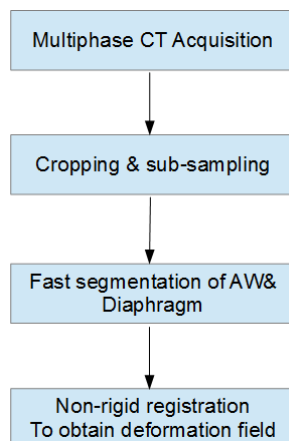 Multiphase CT Acquisition
Cropping & sub-sampling
Fast segmentation of AW&
Diaphragm
Non-rigid registration
To obtain deformation field